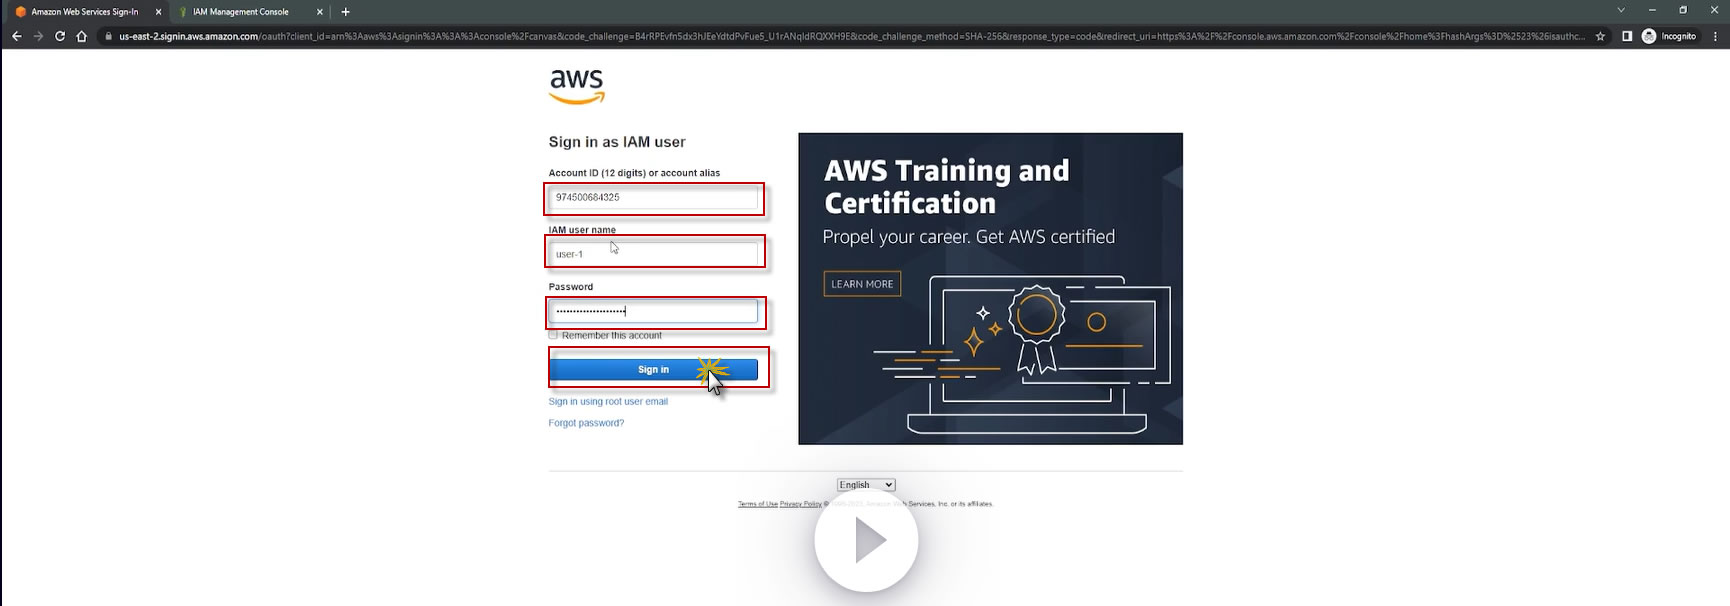 Amazon Web Services Sign-In
IAM Management Console
us-east-2.signin.aws.amazon.com/oauth?client_id=arn%3Aaws%3Asignin%3A%3A%3Aconsole%2Fcanvas&code_challenge=B4rRPEvfn5dx3hJEeYdtdPvFue5_U1rANqIdRQXXH9E&code_challenge_method=SHA-256&response_type=code&redirect_uri=https%3A%2F%2Fconsole.aws.amazon.com%2Fconsole%2Fhome%3FhashArgs%3D%2523%26isauthc...
Incognito
aws
Sign in as IAM user
Account ID (12 digits) or account alias
974500684325
IAM user name
user-1
Password
Remember this account
Sign in
Sign in using root user email
Forgot password?
AWS Training and
Certification
Propel your career. Get AWS certified
LEARN MORE
English
Terms of Use Privacy Policy © Services, Inc. or its affiliates.